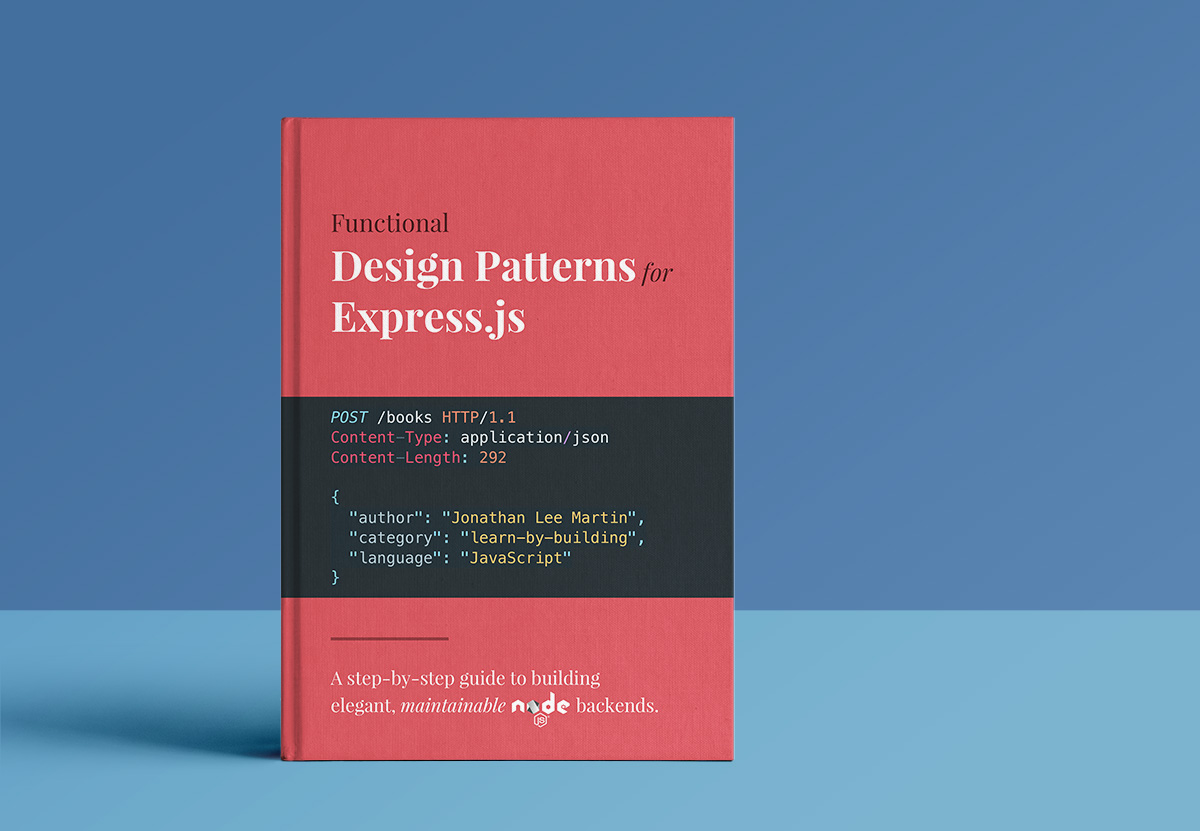 Functional
Design Patterns for
Express.js
POST /books HTTP/1.1
Content-Type: application/json
Content-Length: 292
{
  "author": "Jonathan Lee Martin",
  "category": "learn-by-building",
  "language": "JavaScript"
}
A step-by-step guide to building
elegant, maintainable node backends.
JS